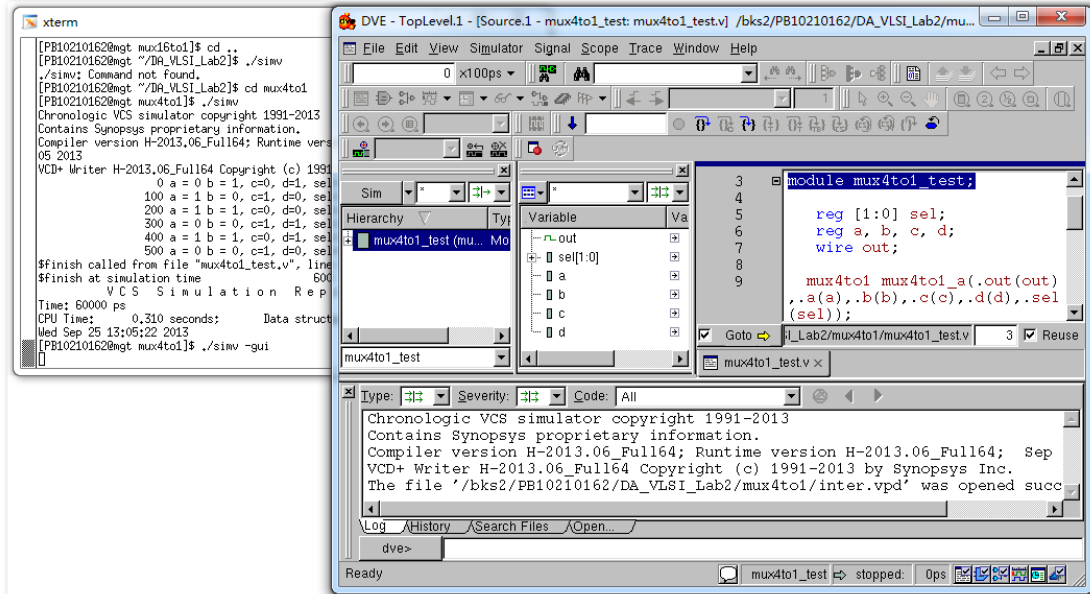 xterm
[PB10210162@mgt mux16to1]$ cd ..
[PB10210162@mgt ~/DA_VLSI_Lab2]$ ./simv
./simv: Command not found.
[PB10210162@mgt ~/DA_VLSI_Lab2]$ cd mux4to1
[PB10210162@mgt mux4to1]$ ./simv
Chronologic VCS simulator copyright 1991-2013
Contains Synopsys proprietary information.
Compiler version H-2013.06_Full64; Runtime vers
05 2013
VCD+ Writer H-2013.06_Full64 Copyright (c) 1991
0 a = 0 b = 1, c=0, d=1, sel
100 a = 1 b = 0, c=1, d=0, sel
200 a = 1 b = 0, c=1, d=0, sel
300 a = 0 b = 0, c=0, d=1, sel
400 a = 1 b = 1, c=0, d=1, sel
500 a = 0 b = 0, c=1, d=0, sel
$finish called from file "mux4to1_test.v", line
$finish at simulation time 600
V C S S i m u l a t i o n R e p
Time: 60000 ps
CPU Time: 0.310 seconds; Data struct
Wed Sep 25 13:05:22 2013
[PB10210162@mgt mux4to1]$ ./simv -gui
DVE - TopLevel.1 - [Source.1 - mux4to1_test: mux4to1_test.v] /bks2/PB10210162/DA_VLSI_Lab2/mu...
File Edit View Simulator Signal Scope Trace Window Help
0 x100ps
1
Sim *
Hierarchy Typ
mux4to1_test (mu... Mo
mux4to1_test
*
Variable Va
out
sel[1:0]
a
b
c
d
3 module mux4to1_test;
4
5 reg [1:0] sel;
6 reg a, b, c, d;
7 wire out;
8
9 mux4to1 mux4to1_a(.out(out)
,.a(a),.b(b),.c(c),.d(d),.sel
(sel));
Goto SI_Lab2/mux4to1/mux4to1_test.v 3 Reuse
mux4to1_test.v
Type: Severity: Code: All
Chronologic VCS simulator copyright 1991-2013
Contains Synopsys proprietary information.
Compiler version H-2013.06_Full64; Runtime version H-2013.06_Full64; Sep
VCD+ Writer H-2013.06_Full64 Copyright (c) 1991-2013 by Synopsys Inc.
The file '/bks2/PB10210162/DA_VLSI_Lab2/mux4to1/inter.vpd' was opened succ
Log History Search Files Open...
dve>
Ready mux4to1_test stopped: 0ps